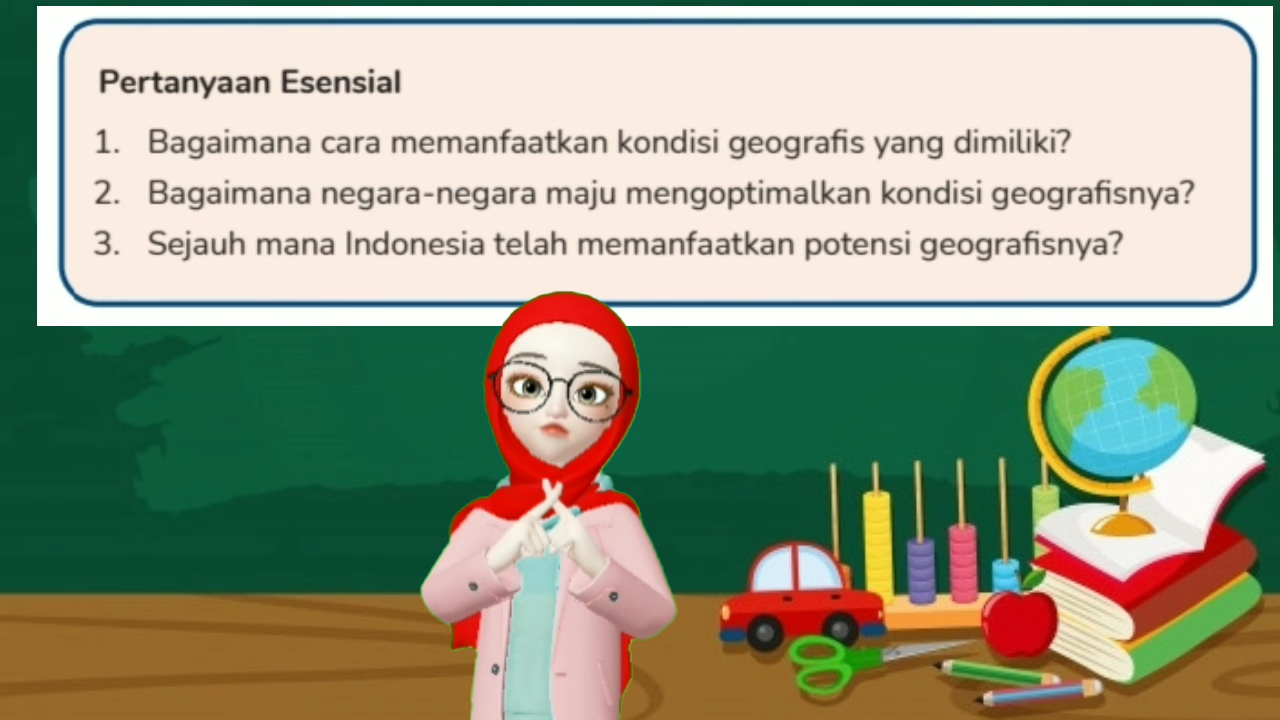 Pertanyaan Esensial
1. Bagaimana cara memanfaatkan kondisi geografis yang dimiliki?
2. Bagaimana negara-negara maju mengoptimalkan kondisi geografisnya?
3. Sejauh mana Indonesia telah memanfaatkan potensi geografisnya?